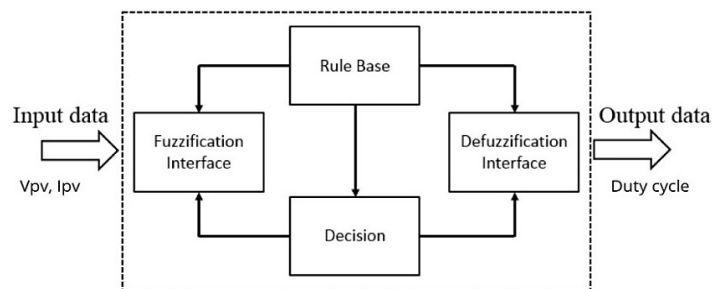 Rule Base
Input data
Output data
Fuzzification
Interface
Defuzzification
Interface
Vpv, Ipv
Duty cycle
Decision